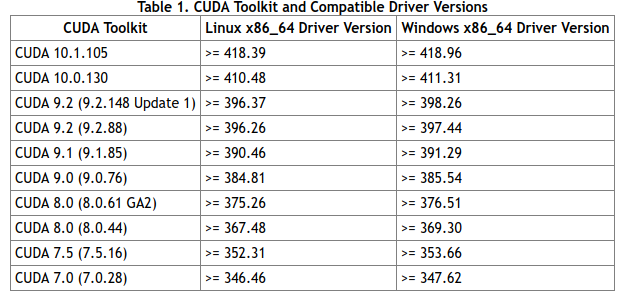 Table 1. CUDA Toolkit and Compatible Driver Versions
CUDA Toolkit Linux x86_64 Driver Version Windows x86_64 Driver Version
CUDA 10.1.105 >= 418.39 >= 418.96
CUDA 10.0.130 >= 410.48 >= 411.31
CUDA 9.2 (9.2.148 Update 1) >= 396.37 >= 398.26
CUDA 9.2 (9.2.88) >= 396.26 >= 397.44
CUDA 9.1 (9.1.85) >= 390.46 >= 391.29
CUDA 9.0 (9.0.76) >= 384.81 >= 385.54
CUDA 8.0 (8.0.61 GA2) >= 375.26 >= 376.51
CUDA 8.0 (8.0.44) >= 367.48 >= 369.30
CUDA 7.5 (7.5.16) >= 352.31 >= 353.66
CUDA 7.0 (7.0.28) >= 346.46 >= 347.62